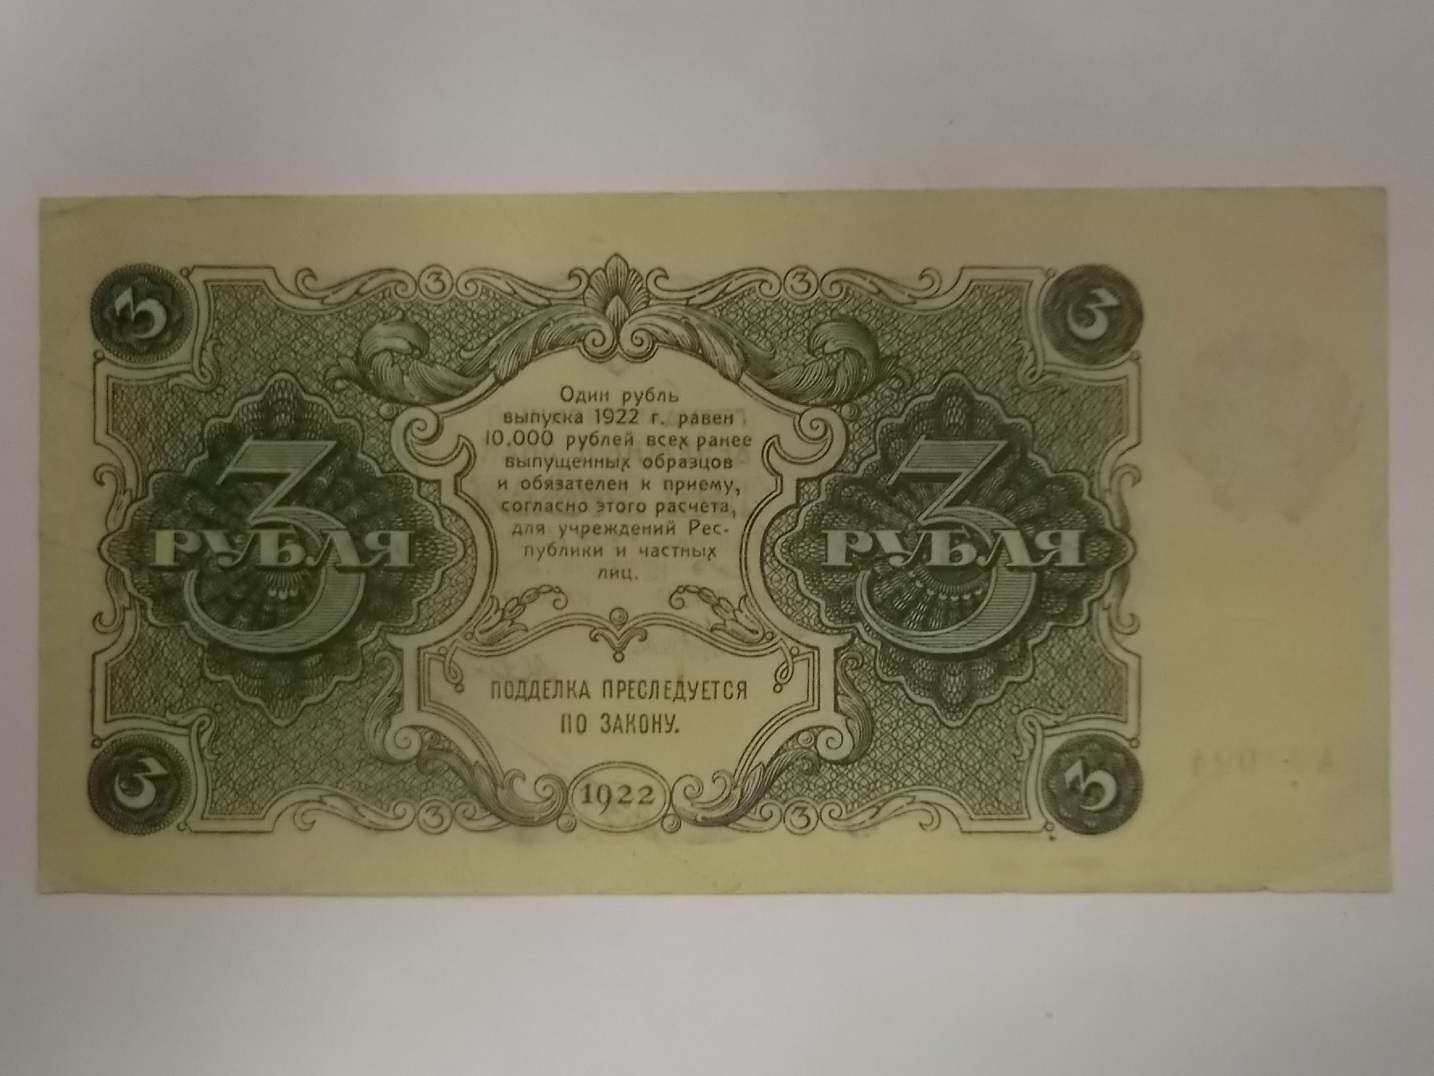 3 3 3 3
Один рубль
выпуска 1922 г. равен
10.000 рублей всех ранее
выпущенных образцов
и обязателен к приему,
согласно этого расчета,
для учреждений Рес-
публики и частных
лиц.
3
РУБЛЯ
3
РУБЛЯ
ПОДДЕЛКА ПРЕСЛЕДУЕТСЯ
ПО ЗАКОНУ.
3 3 1922 3 3